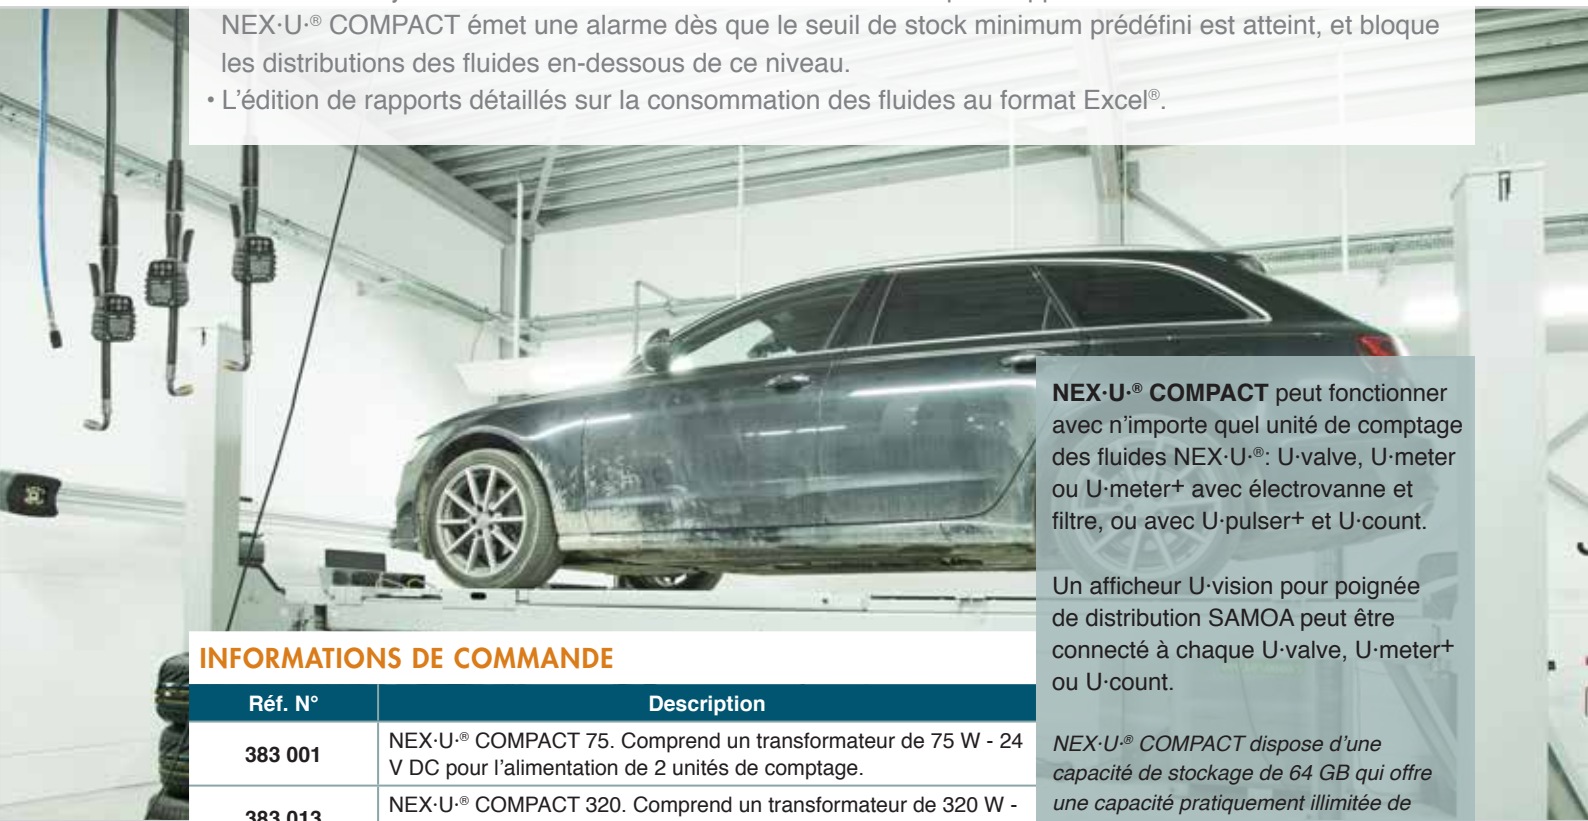 NEX·U·® COMPACT émet une alarme dès que le seuil de stock minimum prédéfini est atteint, et bloque
les distributions des fluides en-dessous de ce niveau.
• L’édition de rapports détaillés sur la consommation des fluides au format Excel®.
NEX·U·® COMPACT peut fonctionner
avec n’importe quel unité de comptage
des fluides NEX·U·®: U·valve, U·meter
ou U·meter+ avec électrovanne et
filtre, ou avec U·pulser+ et U·count.
Un afficheur U·vision pour poignée
de distribution SAMOA peut être
connecté à chaque U·valve, U·meter+
ou U·count.
NEX·U·® COMPACT dispose d’une
capacité de stockage de 64 GB qui offre
une capacité pratiquement illimitée de
INFORMATIONS DE COMMANDE
Réf. N° Description
383 001 NEX·U·® COMPACT 75. Comprend un transformateur de 75 W - 24
V DC pour l’alimentation de 2 unités de comptage.
383 013 NEX·U·® COMPACT 320. Comprend un transformateur de 320 W -